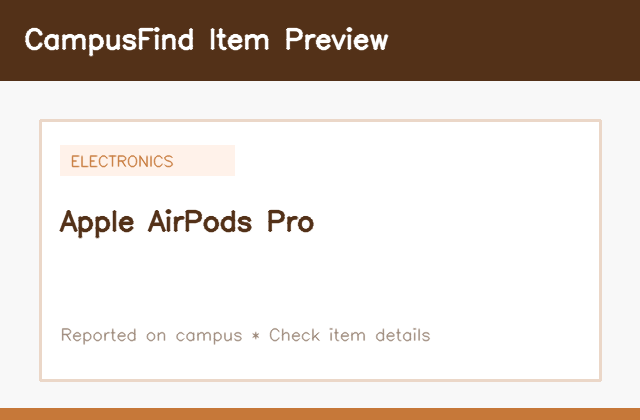 CampusFind Item Preview
ELECTRONICS
Apple AirPods Pro
Reported on campus * Check item details